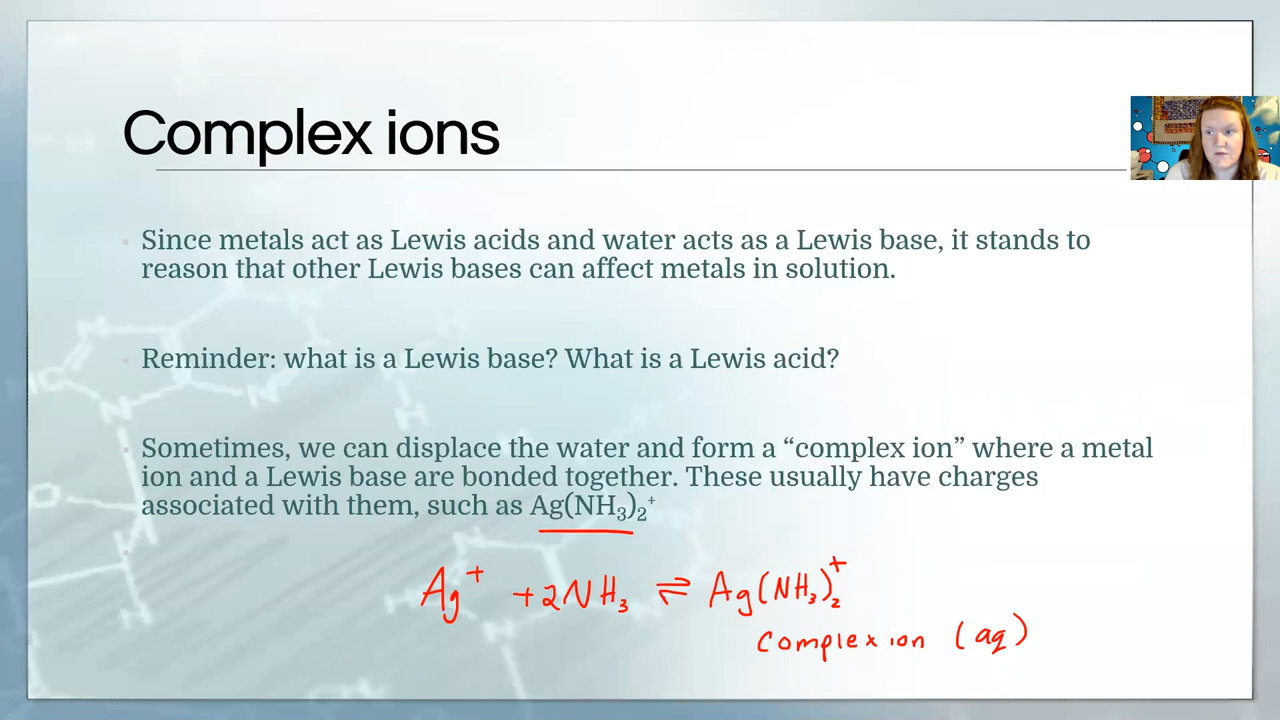 Complex ions
Since metals act as Lewis acids and water acts as a Lewis base, it stands to
reason that other Lewis bases can affect metals in solution.
Reminder: what is a Lewis base? What is a Lewis acid?
Sometimes, we can displace the water and form a “complex ion” where a metal
ion and a Lewis base are bonded together. These usually have charges
associated with them, such as Ag(NH₃)₂⁺
Ag⁺ + 2NH₃ ⇌ Ag(NH₃)₂⁺
Complex ion (aq)